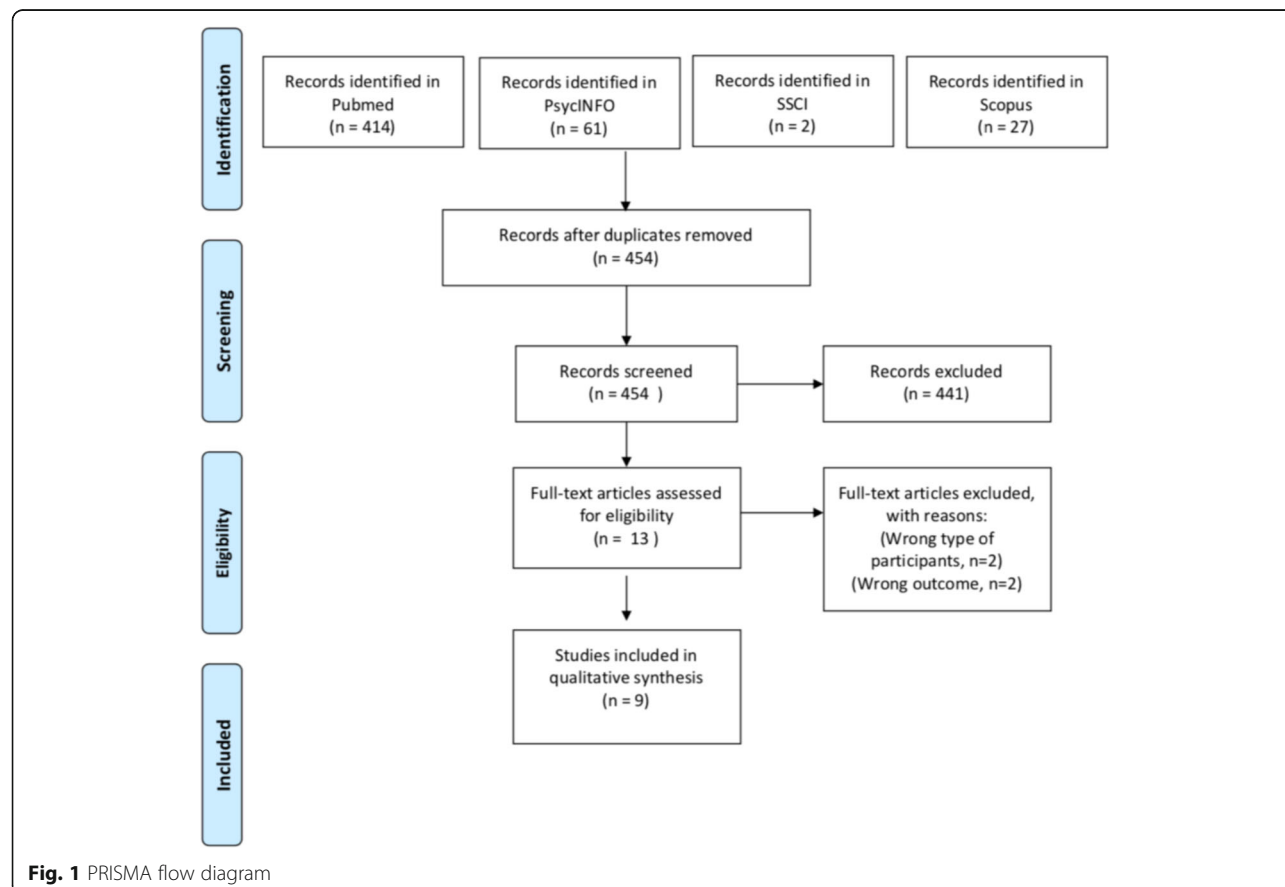 Identification
Records identified in
Pubmed
(n = 414)
Records identified in
PsycINFO
(n = 61)
Records identified in
SSCI
(n = 2)
Records identified in
Scopus
(n = 27)
Screening
Records after duplicates removed
(n = 454)
Records screened
(n = 454 )
Records excluded
(n = 441)
Eligibility
Full-text articles assessed
for eligibility
(n = 13 )
Full-text articles excluded,
with reasons:
(Wrong type of
participants, n=2)
(Wrong outcome, n=2)
Included
Studies included in
qualitative synthesis
(n = 9)
Fig. 1 PRISMA flow diagram